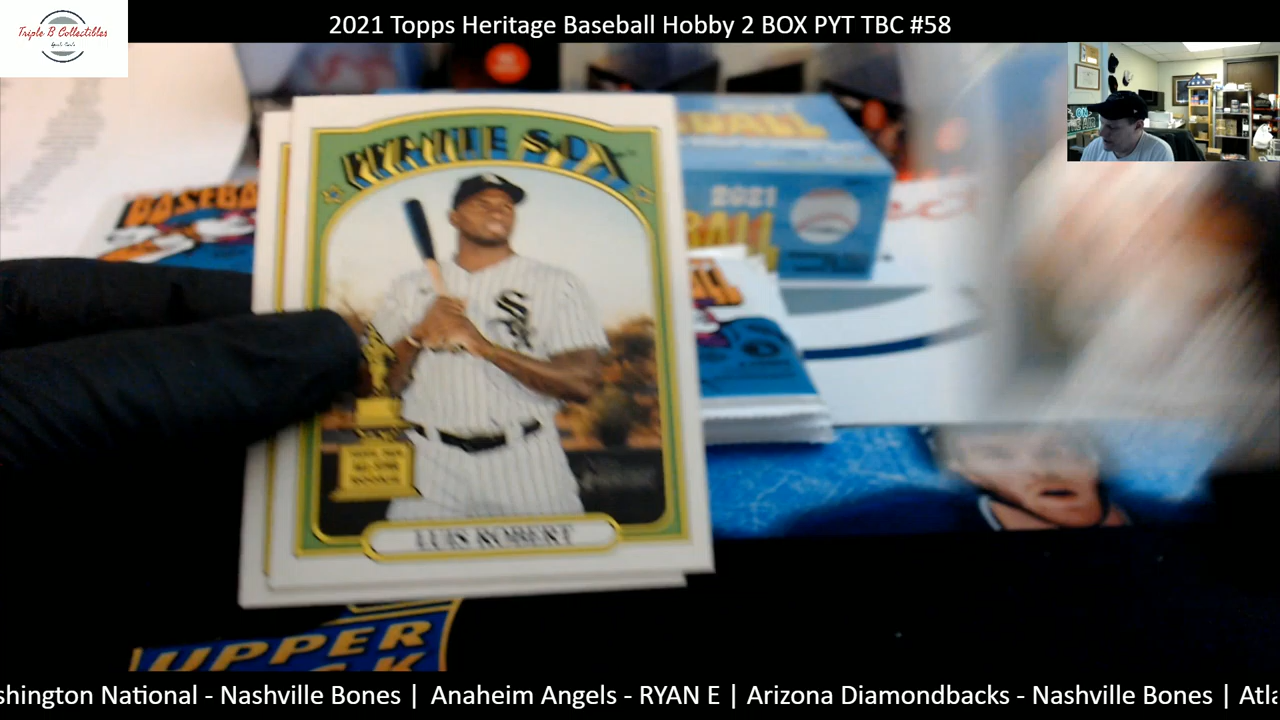 2021 Topps Heritage Baseball Hobby 2 BOX PYT TBC #58
Triple B Collectibles
WHITE SOX
BASEBALL
2021
LUIS ROBERT
UPPER
shington National - Nashville Bones | Anaheim Angels - RYAN E | Arizona Diamondbacks - Nashville Bones | Atla